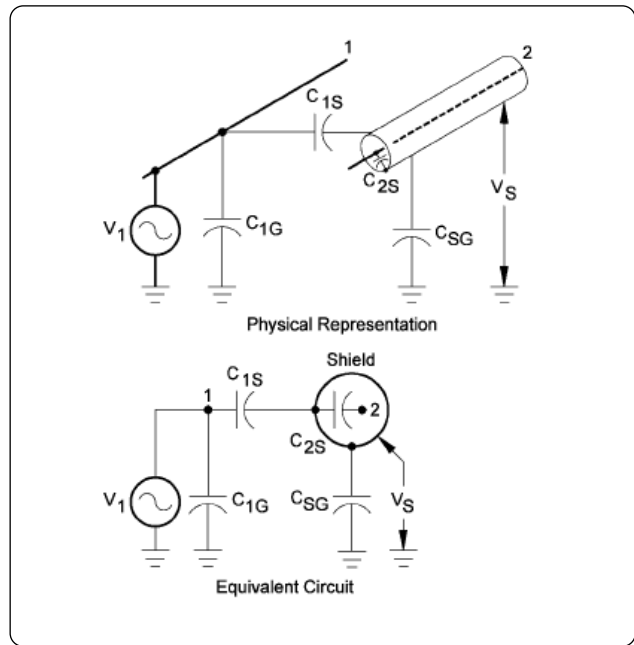 1
2
C1S
C2S
VS
V1
C1G
CSG
Physical Representation
Shield
C1S
1
2
C2S
V1
C1G
CSG
VS
Equivalent Circuit